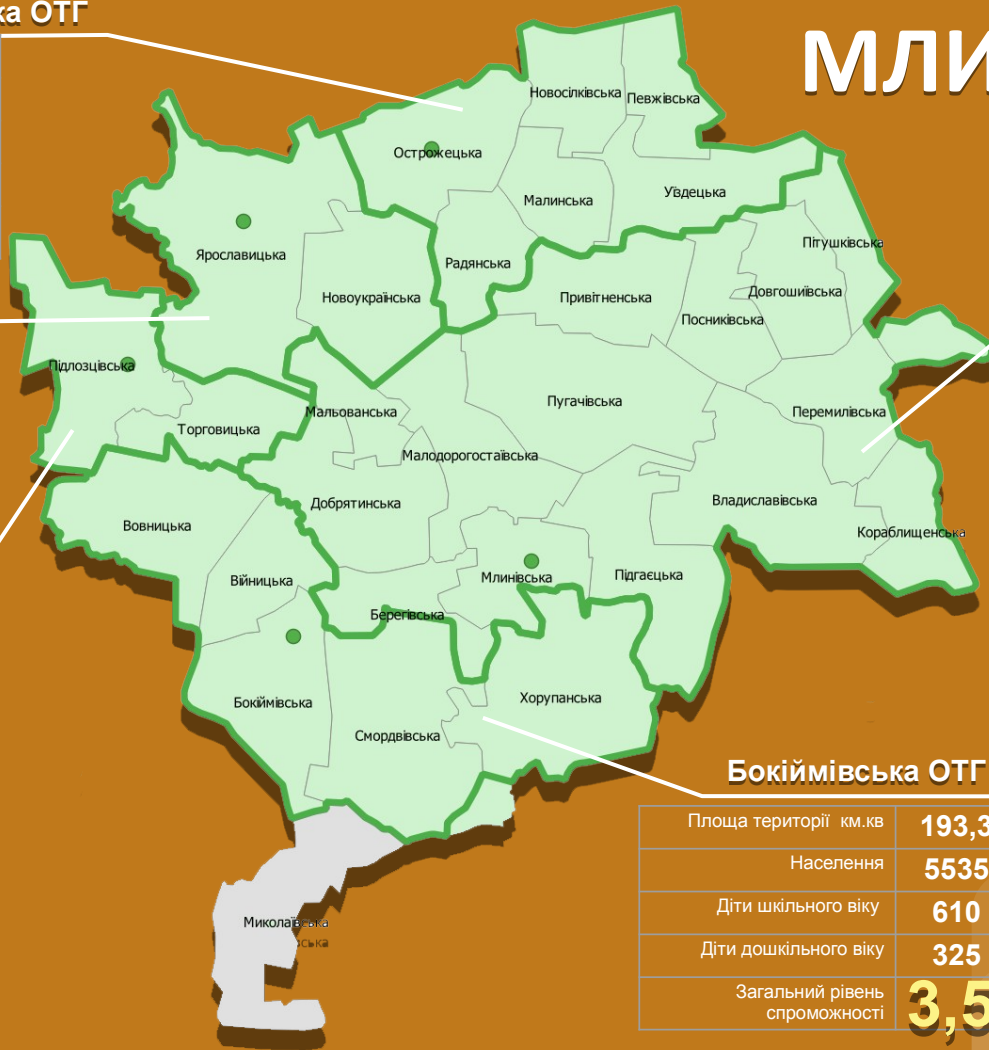 ка ОТГ
МЛИ
Новосілківська
Певжівська
Острожецька
Малинська
Уїздецька
Ярославицька
Радянська
Пітушківська
Новоукраїнська
Привітненська
Довгошиївська
Посниківська
Підлозцівська
Пугачівська
Мальованська
Перемилівська
Торговицька
Малодорогоставська
Добрятинська
Владиславівська
Вовницька
Кораблищенська
Війницька
Млинівська
Підгаєцька
Берегівська
Бокіймівська
Хорупанська
Смордвівська
Бокіймівська ОТГ
Площа території км.кв 193,3
Населення 5535
Діти шкільного віку 610
Діти дошкільного віку 325
Загальний рівень
спроможності 3,5
Миколаївська
ська